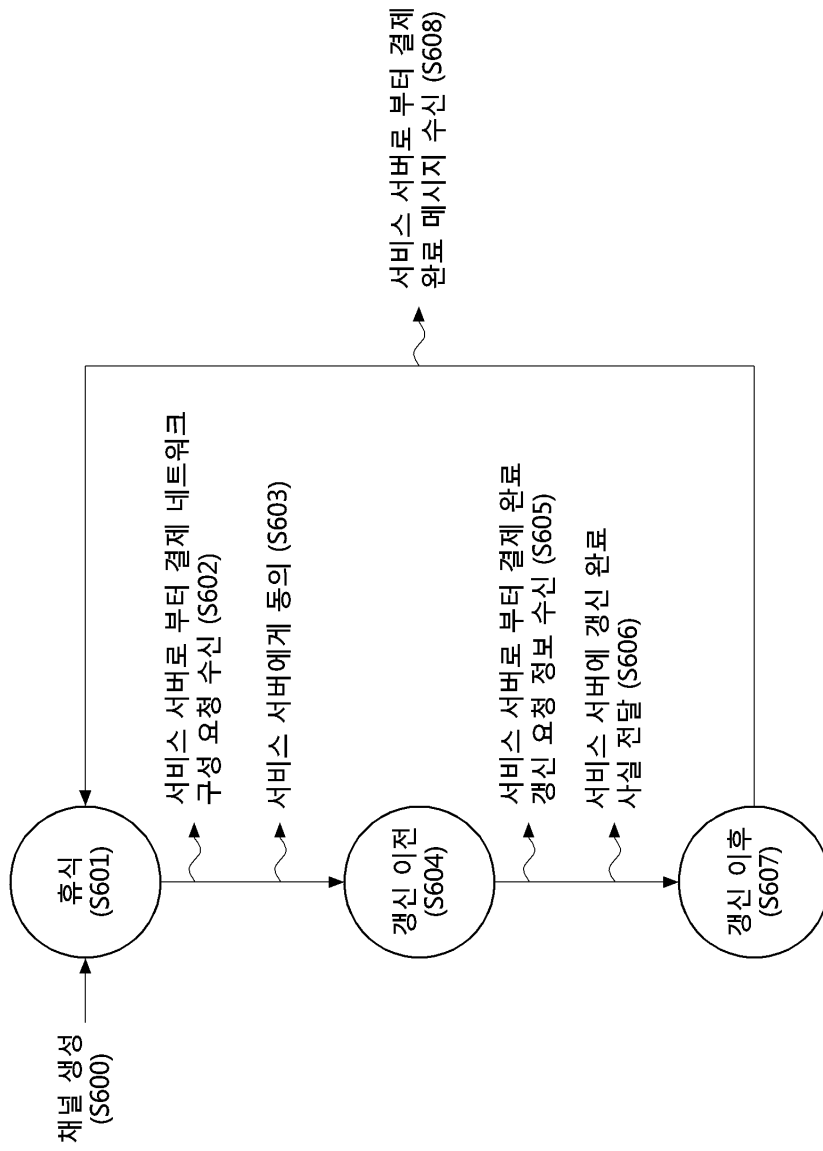 채널 생성
(S600)
휴식
(S601)
서비스 서버로 부터 결제 네트워크
구성 요청 수신 (S602)
서비스 서버에게 동의 (S603)
갱신 이전
(S604)
서비스 서버로 부터 결제 완료
갱신 요청 정보 수신 (S605)
서비스 서버에 갱신 완료
사실 전달 (S606)
갱신 이후
(S607)
서비스 서버로 부터 결제
완료 메시지 수신 (S608)